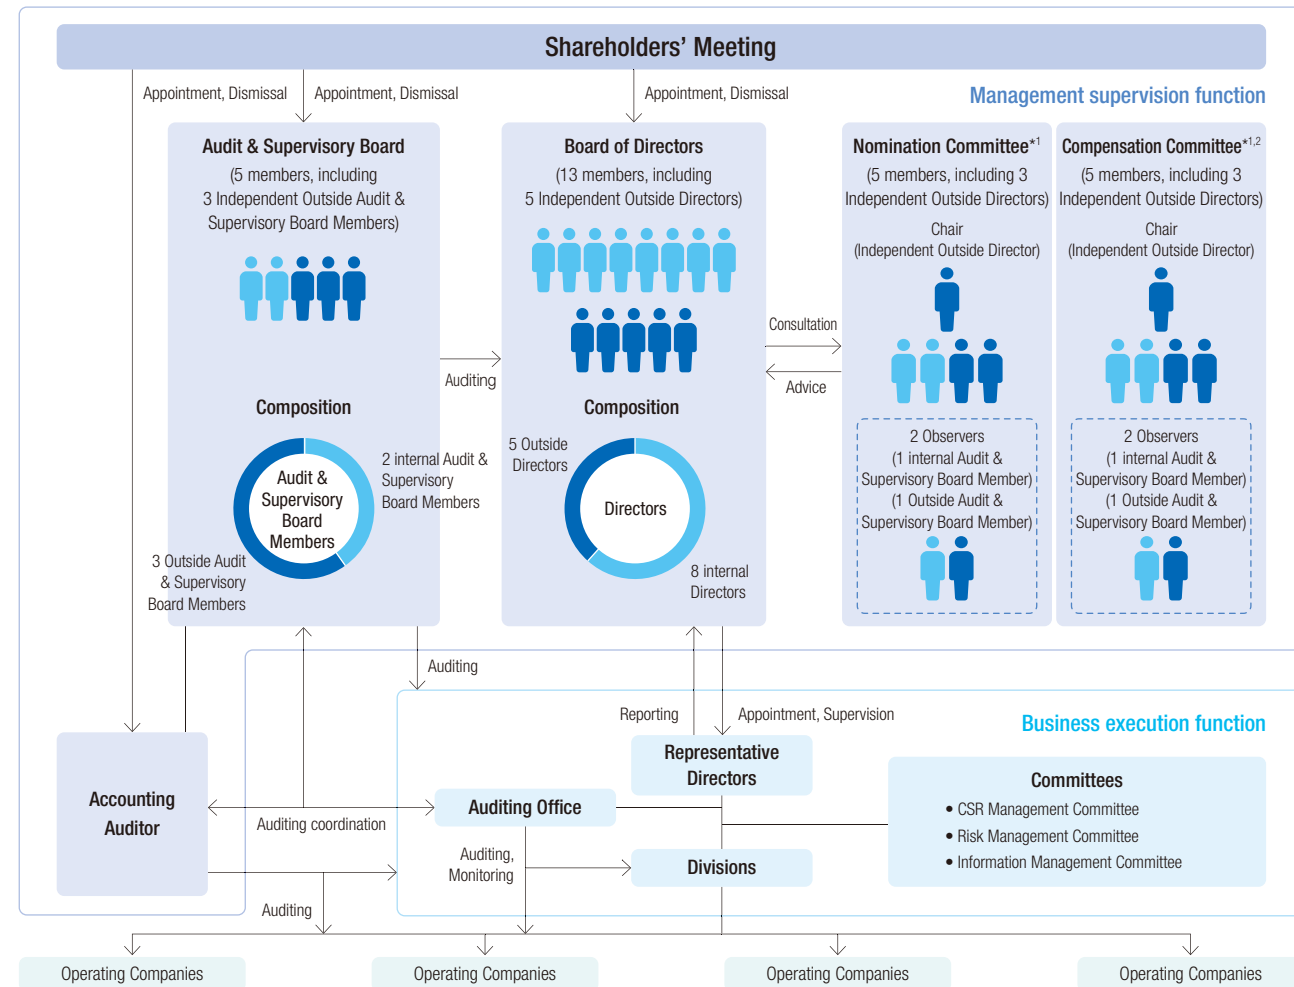 Shareholders’ Meeting
Appointment, Dismissal
Appointment, Dismissal
Appointment, Dismissal
Management supervision function
Audit & Supervisory Board
(5 members, including
3 Independent Outside Audit &
Supervisory Board Members)
Composition
Audit &
Supervisory
Board
Members
2 internal Audit &
Supervisory
Board Members
3 Outside Audit
& Supervisory
Board Members
Auditing
Board of Directors
(13 members, including
5 Independent Outside Directors)
Composition
5 Outside
Directors
Directors
8 internal
Directors
Consultation
Advice
Nomination Committee*1
(5 members, including 3
Independent Outside Directors)
Chair
(Independent Outside Director)
2 Observers
(1 internal Audit &
Supervisory Board Member)
(1 Outside Audit &
Supervisory Board Member)
Compensation Committee*1,2
(5 members, including 3
Independent Outside Directors)
Chair
(Independent Outside Director)
2 Observers
(1 internal Audit &
Supervisory Board Member)
(1 Outside Audit &
Supervisory Board Member)
Auditing
Reporting
Appointment, Supervision
Business execution function
Representative
Directors
Accounting
Auditor
Auditing coordination
Auditing Office
Committees
• CSR Management Committee
• Risk Management Committee
• Information Management Committee
Auditing,
Monitoring
Divisions
Auditing
Operating Companies
Operating Companies
Operating Companies
Operating Companies